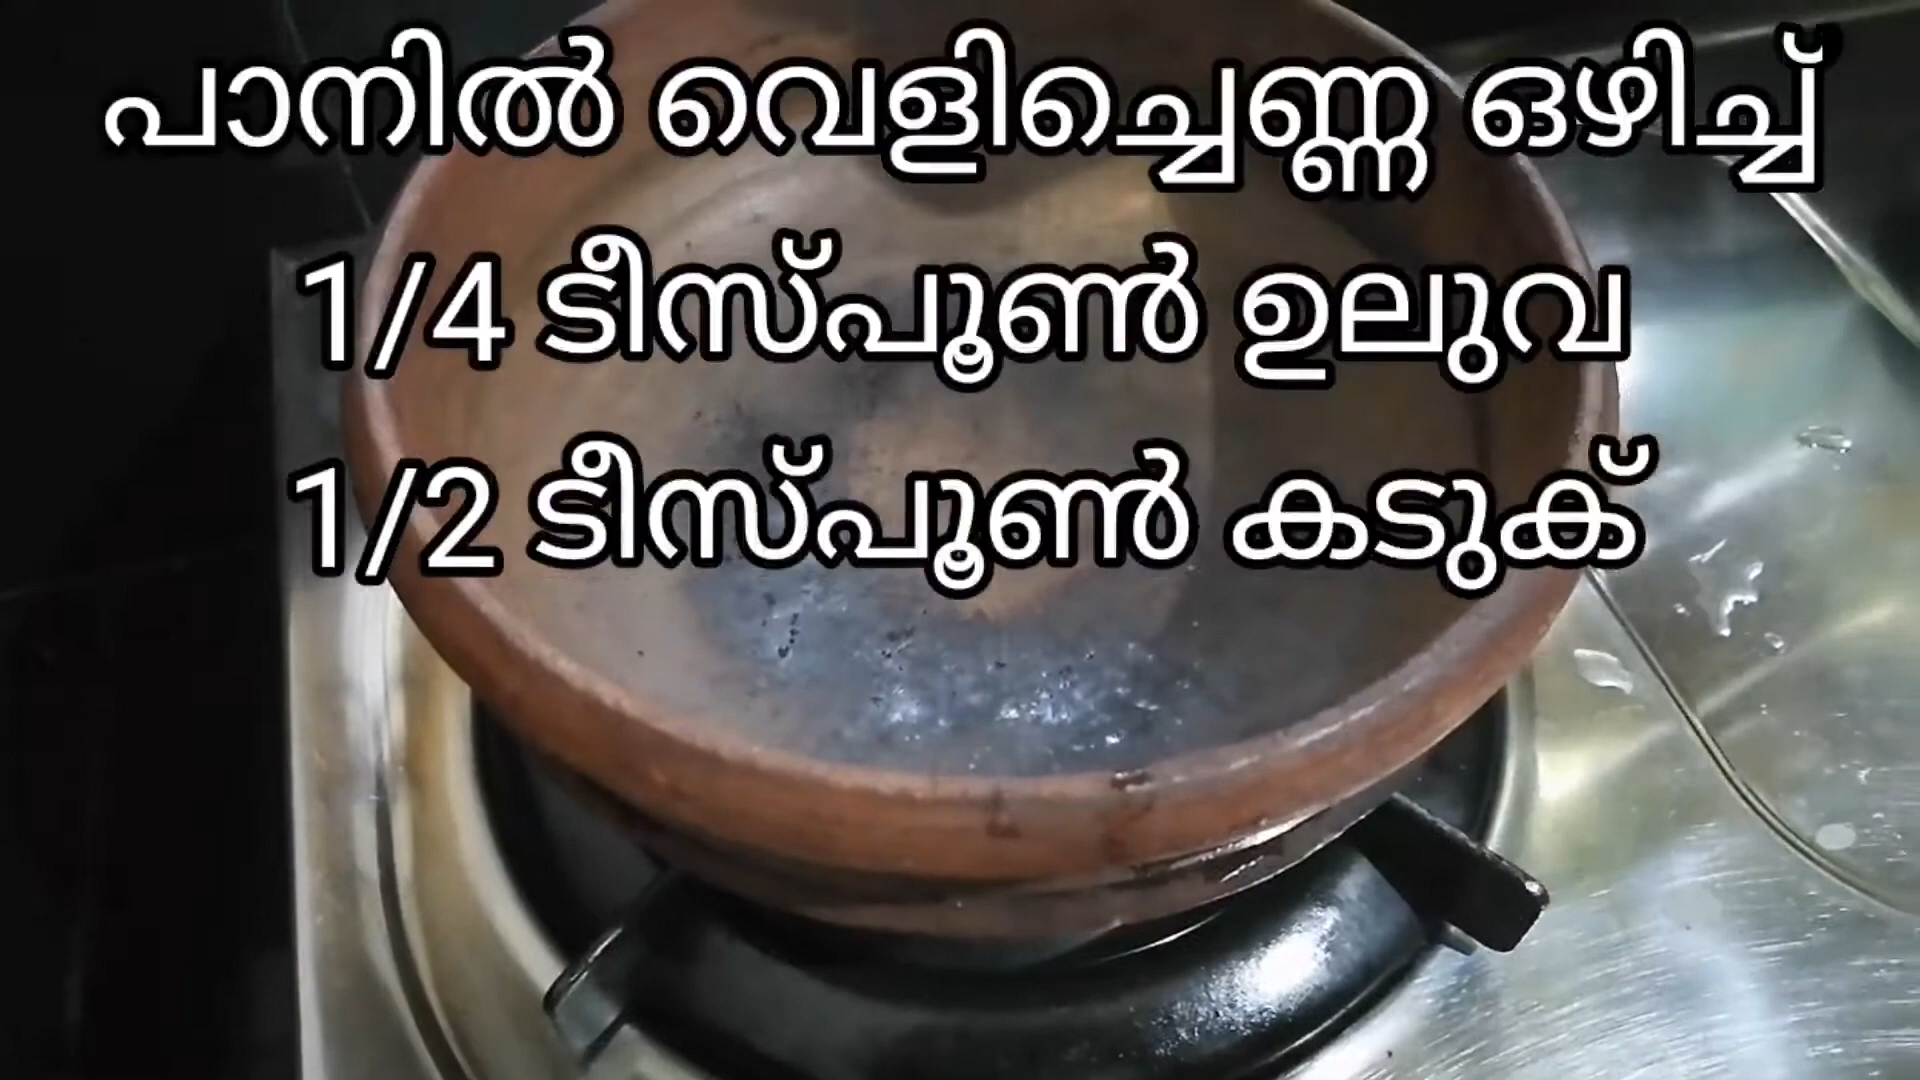 പാനിൽ വെളിച്ചെണ്ണ ഒഴിച്ച്
1/4 ടീസ്പൂൺ ഉലുവ
1/2 ടീസ്പൂൺ കടുക്